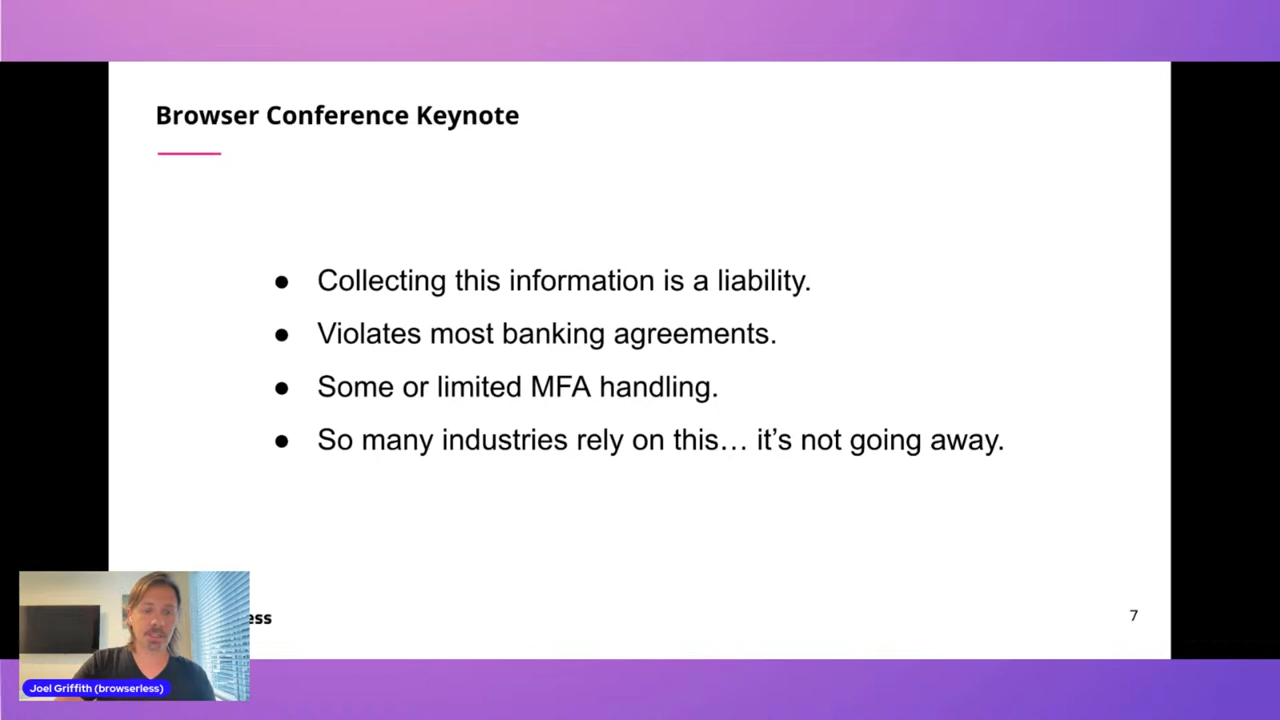 Browser Conference Keynote
● Collecting this information is a liability.
● Violates most banking agreements.
● Some or limited MFA handling.
● So many industries rely on this… it’s not going away.
ess
7
Joel Griffith (browserless)